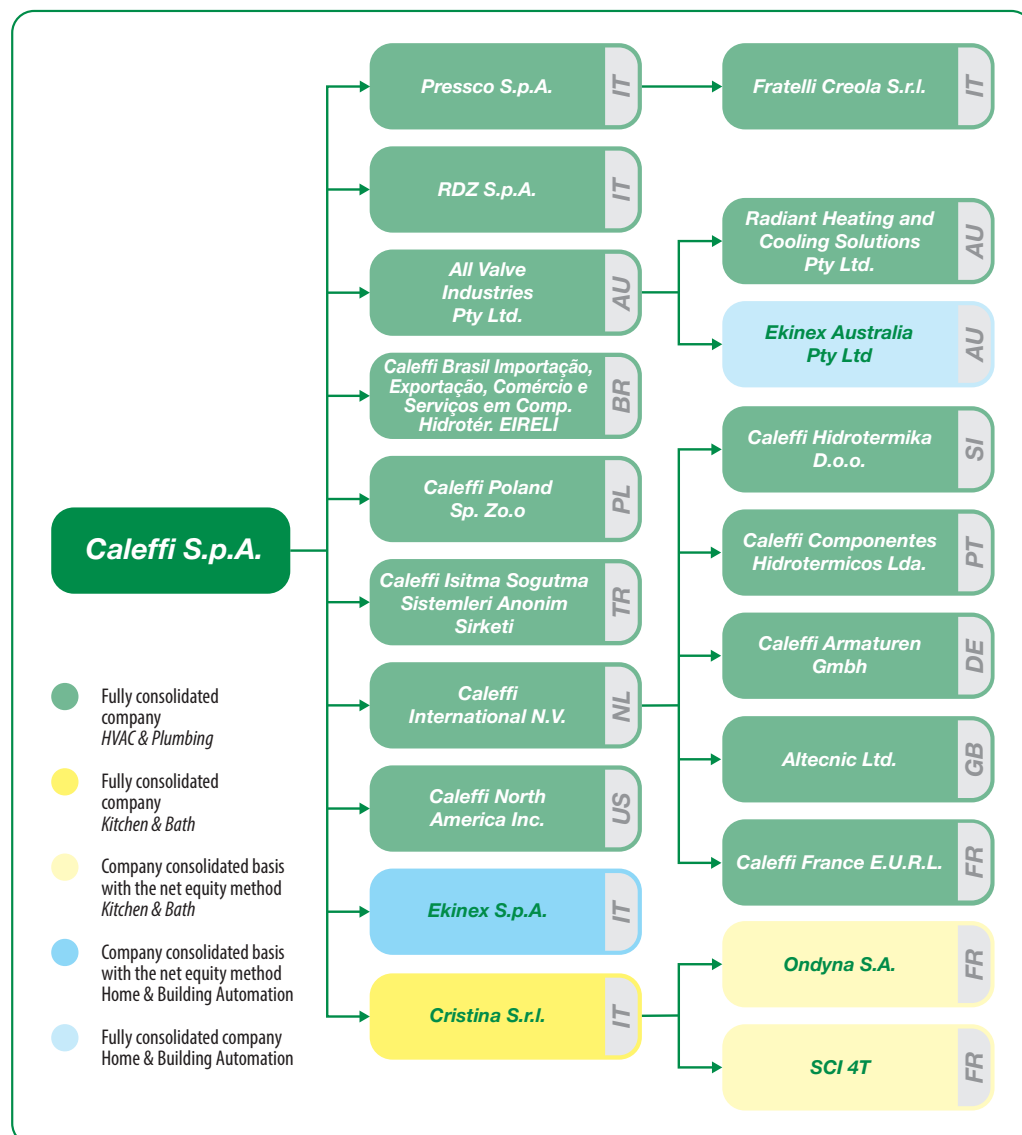 Pressco S.p.A.
IT
Fratelli Creola S.r.l.
IT
RDZ S.p.A.
IT
All Valve
Industries
Pty Ltd.
AU
Radiant Heating and
Cooling Solutions
Pty Ltd.
AU
Ekinex Australia
Pty Ltd
AU
Caleffi Brasil Importação,
Exportação, Comércio e
Serviços em Comp.
Hidrotér. EIRELI
BR
Caleffi Poland
Sp. Zo.o
PL
Caleffi S.p.A.
Caleffi Isitma Sogutma
Sistemleri Anonim
Sirketi
TR
Caleffi
International N.V.
NL
Caleffi Hidrotermika
D.o.o.
SI
Caleffi Componentes
Hidrotermicos Lda.
PT
Caleffi Armaturen
Gmbh
DE
Altecnic Ltd.
GB
Caleffi France E.U.R.L.
FR
Caleffi North
America Inc.
US
Ekinex S.p.A.
IT
Cristina S.r.l.
IT
Ondyna S.A.
FR
SCI 4T
FR
Fully consolidated
company
HVAC & Plumbing
Fully consolidated
company
Kitchen & Bath
Company consolidated basis
with the net equity method
Kitchen & Bath
Company consolidated basis
with the net equity method
Home & Building Automation
Fully consolidated company
Home & Building Automation